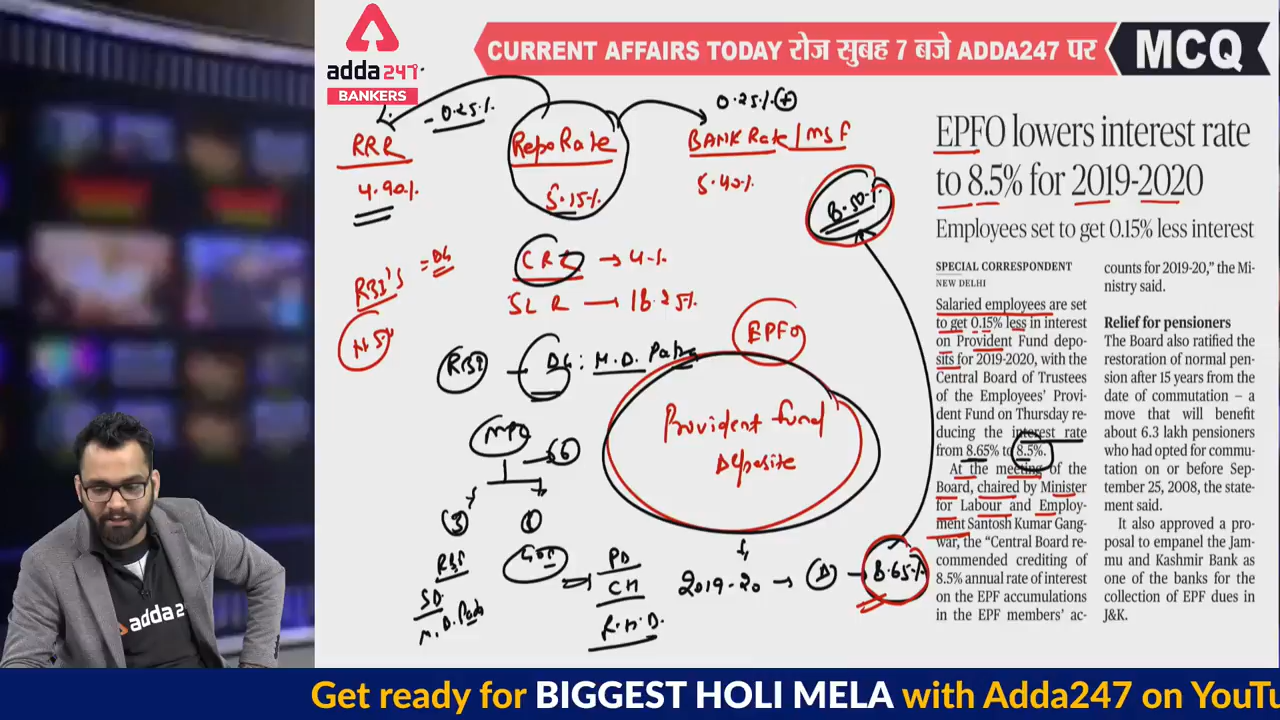 CURRENT AFFAIRS TODAY रोज सुबह 7 बजे ADDA247 पर
MCQ
adda247
BANKERS
-0.25%
0.25% +
RRR
4.90%
Repo Rate
5.15%
BANK Rate / MSF
5.40%
8.50%
CRR → 4%
SLR → 18.25%
RBI's = DG
RBI - DG: M.D. Patra
EPFO
Provident fund
Deposite
MPC
6
3
RBI
SD
M.D. Patra
PD
CH
R.H.D.
2019-20 →
8.65%
EPFO lowers interest rate
to 8.5% for 2019-2020
Employees set to get 0.15% less interest
SPECIAL CORRESPONDENT
NEW DELHI
Salaried employees are set
to get 0.15% less in interest
on Provident Fund depo-
sits for 2019-2020, with the
Central Board of Trustees
of the Employees' Provi-
dent Fund on Thursday re-
ducing the interest rate
from 8.65% to 8.5%.
At the meeting of the
Board, chaired by Minister
for Labour and Employ-
ment Santosh Kumar Gang-
war, the “Central Board re-
commended crediting of
8.5% annual rate of interest
on the EPF accumulations
in the EPF members' ac-
counts for 2019-20,” the Mi-
nistry said.
Relief for pensioners
The Board also ratified the
restoration of normal pen-
sion after 15 years from the
date of commutation – a
move that will benefit
about 6.3 lakh pensioners
who had opted for commu-
tation on or before Sep-
tember 25, 2008, the state-
ment said.
It also approved a pro-
posal to empanel the Jam-
mu and Kashmir Bank as
one of the banks for the
collection of EPF dues in
J&K.
adda2
Get ready for BIGGEST HOLI MELA with Adda247 on YouTu